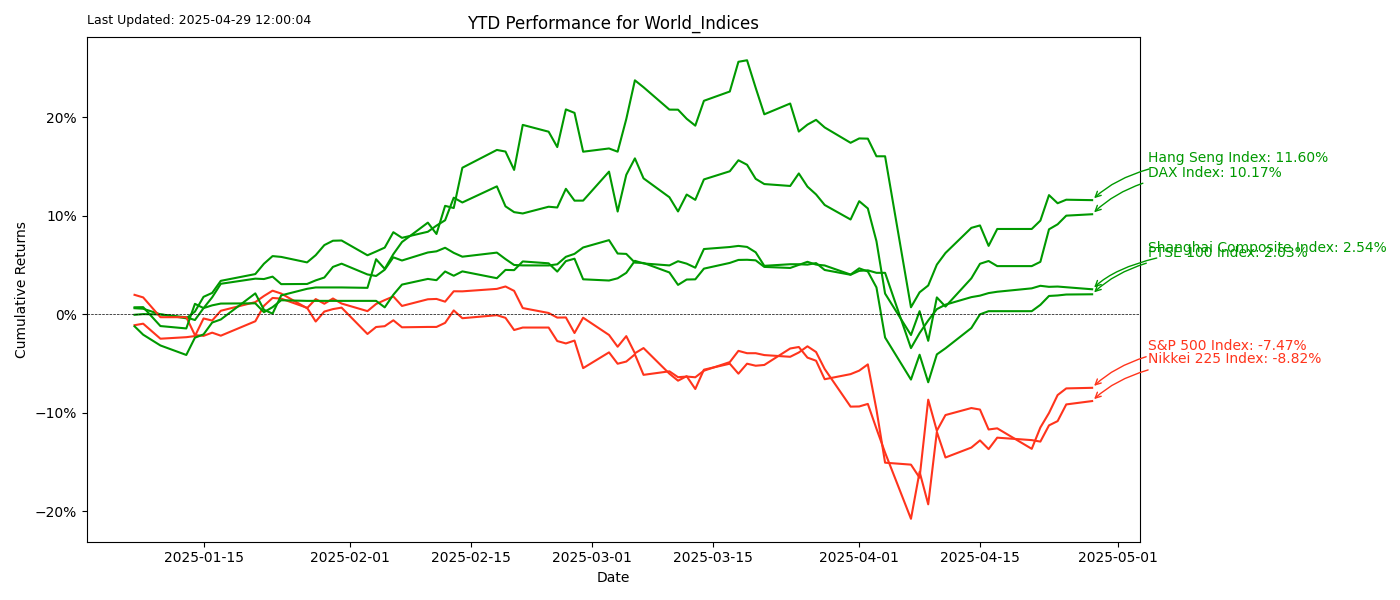 Last Updated: 2025-04-29 12:00:04
YTD Performance for World_Indices
Cumulative Returns
20%
10%
0%
−10%
−20%
Hang Seng Index: 11.60%
DAX Index: 10.17%
Shanghai Composite Index: 2.54%
FTSE 100 Index: 2.03%
S&P 500 Index: -7.47%
Nikkei 225 Index: -8.82%
2025-01-15
2025-02-01
2025-02-15
2025-03-01
2025-03-15
2025-04-01
2025-04-15
2025-05-01
Date